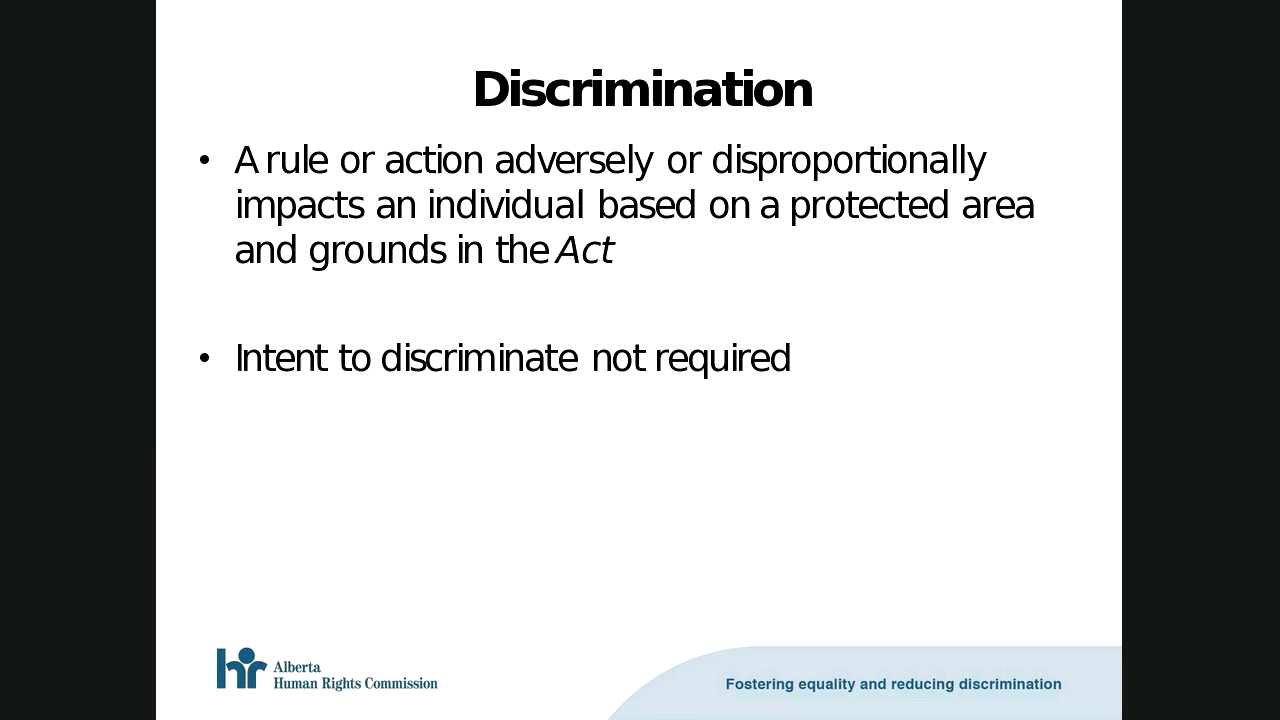 Discrimination
• A rule or action adversely or disproportionally
impacts an individual based on a protected area
and grounds in the Act
• Intent to discriminate not required
Alberta
Human Rights Commission
Fostering equality and reducing discrimination